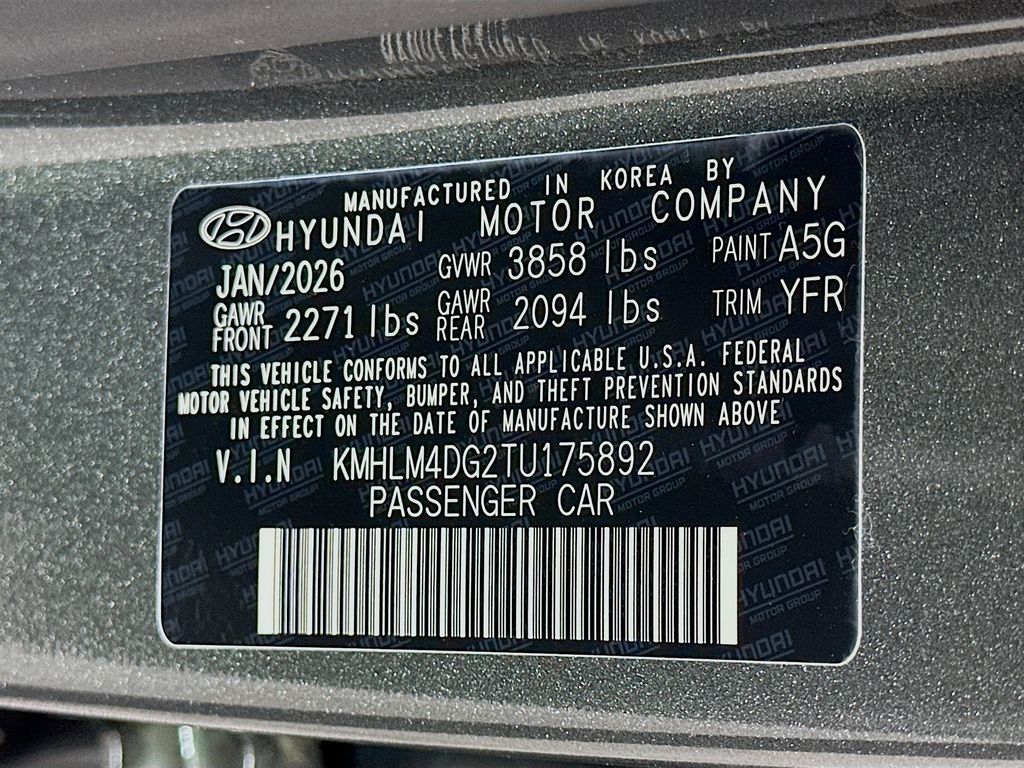 MANUFACTURED IN KOREA BY
HYUNDAI MOTOR COMPANY
JAN/2026 GVWR 3858 lbs PAINT A5G
GAWR FRONT 2271 lbs GAWR REAR 2094 lbs TRIM YFR
THIS VEHICLE CONFORMS TO ALL APPLICABLE U.S.A. FEDERAL
MOTOR VEHICLE SAFETY, BUMPER, AND THEFT PREVENTION STANDARDS
IN EFFECT ON THE DATE OF MANUFACTURE SHOWN ABOVE
V.I.N KMHLM4DG2TU175892
PASSENGER CAR